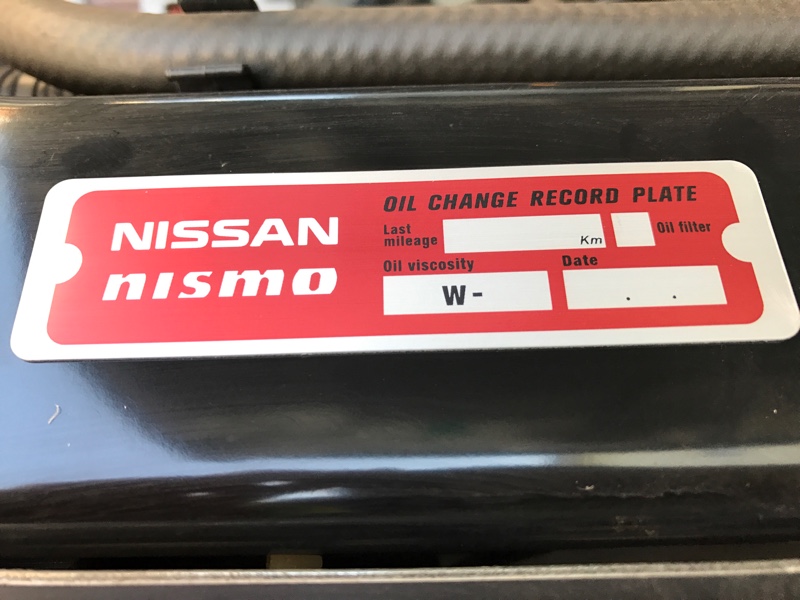 NISSAN
nismo
OIL CHANGE RECORD PLATE
Last mileage Km Oil filter
Oil viscosity Date
W- . .